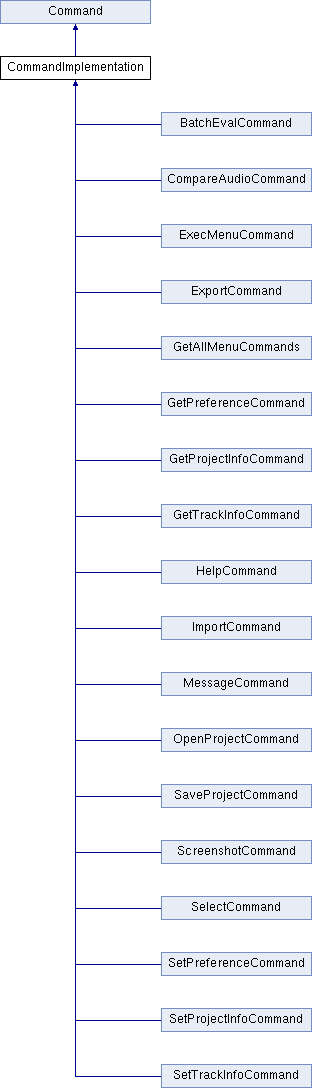 Command
CommandImplementation
BatchEvalCommand
CompareAudioCommand
ExecMenuCommand
ExportCommand
GetAllMenuCommands
GetPreferenceCommand
GetProjectInfoCommand
GetTrackInfoCommand
HelpCommand
ImportCommand
MessageCommand
OpenProjectCommand
SaveProjectCommand
ScreenshotCommand
SelectCommand
SetPreferenceCommand
SetProjectInfoCommand
SetTrackInfoCommand